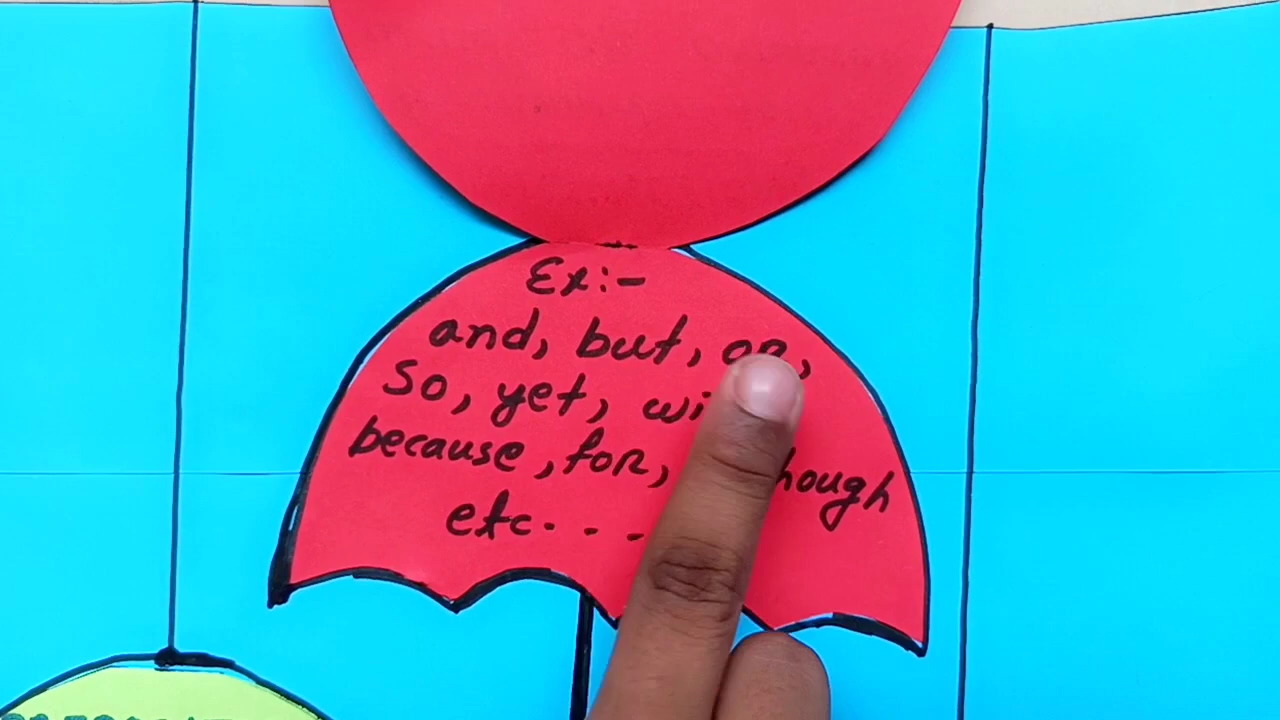 Ex:-
and, but, or,
so, yet,
because, for,
etc. . .